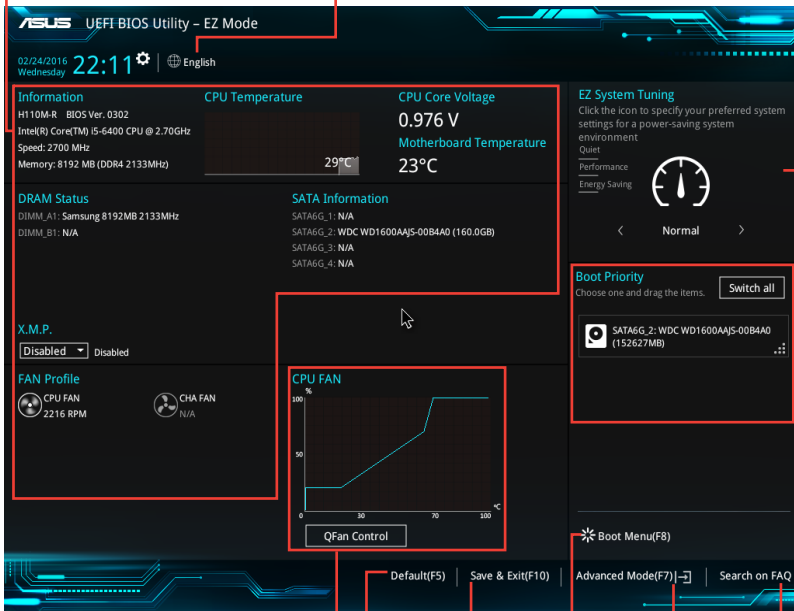 ASUS UEFI BIOS Utility – EZ Mode
02/24/2016
Wednesday
22:11
English
Information
H110M-R BIOS Ver. 0302
Intel(R) Core(TM) i5-6400 CPU @ 2.70GHz
Speed: 2700 MHz
Memory: 8192 MB (DDR4 2133MHz)
CPU Temperature
29°C
CPU Core Voltage
0.976 V
Motherboard Temperature
23°C
EZ System Tuning
Click the icon to specify your preferred system
settings for a power-saving system
environment
Quiet
Performance
Energy Saving
< Normal >
DRAM Status
DIMM_A1: Samsung 8192MB 2133MHz
DIMM_B1: N/A
SATA Information
SATA6G_1: N/A
SATA6G_2: WDC WD1600AAJS-00B4A0 (160.0GB)
SATA6G_3: N/A
SATA6G_4: N/A
Boot Priority
Choose one and drag the items.
Switch all
SATA6G_2: WDC WD1600AAJS-00B4A0
(152627MB)
X.M.P.
Disabled Disabled
FAN Profile
CPU FAN
2216 RPM
CHA FAN
N/A
CPU FAN
%
100
50
0 30 70 100
°C
QFan Control
Boot Menu(F8)
Default(F5) Save & Exit(F10) Advanced Mode(F7) Search on FAQ